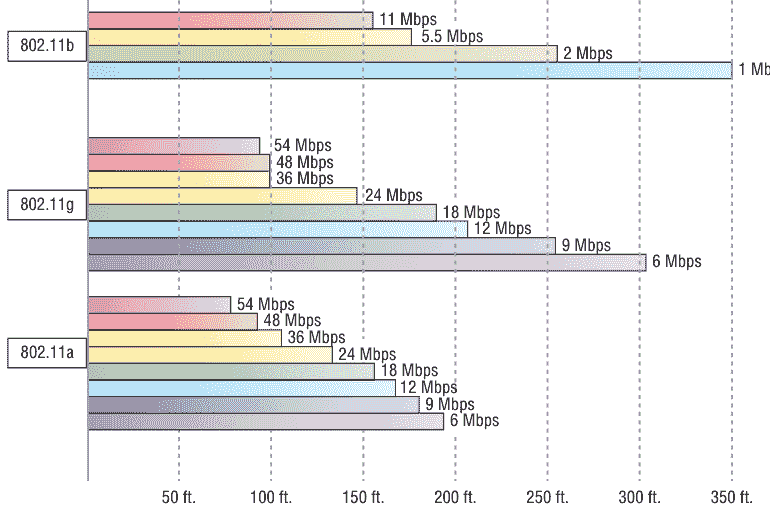 802.11b
11 Mbps
5.5 Mbps
2 Mbps
1 Mb
802.11g
54 Mbps
48 Mbps
36 Mbps
24 Mbps
18 Mbps
12 Mbps
9 Mbps
6 Mbps
802.11a
54 Mbps
48 Mbps
36 Mbps
24 Mbps
18 Mbps
12 Mbps
9 Mbps
6 Mbps
50 ft. 100 ft. 150 ft. 200 ft. 250 ft. 300 ft. 350 ft.